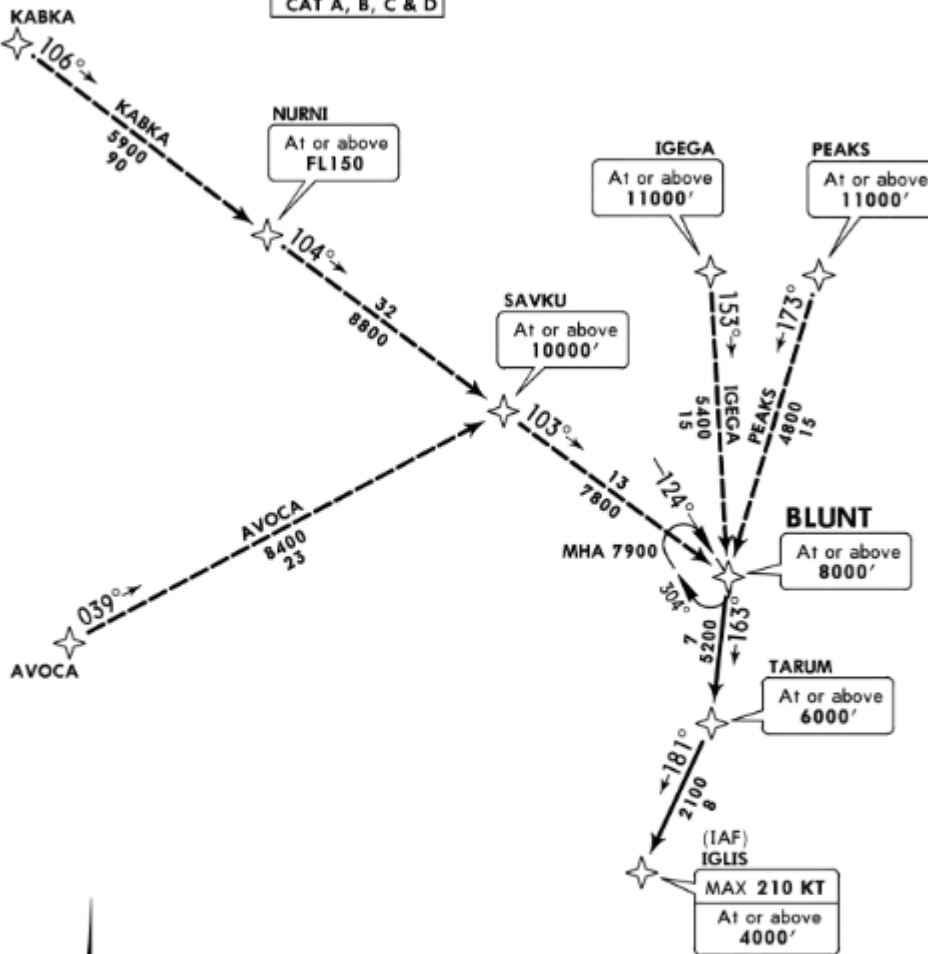 CAT A, B, C & D
KABKA
106°
KABKA
5900
90
NURNI
At or above
FL150
104°
32
8800
IGEGA
At or above
11000'
PEAKS
At or above
11000'
153°
IGEGA
5400
15
173°
PEAKS
4800
15
SAVKU
At or above
10000'
103°
13
7800
124°
MHA 7900
304°
BLUNT
At or above
8000'
AVOCA
8400
23
039°
AVOCA
163°
7
5200
TARUM
At or above
6000'
181°
2100
8
(IAF)
IGLIS
MAX 210 KT
At or above
4000'